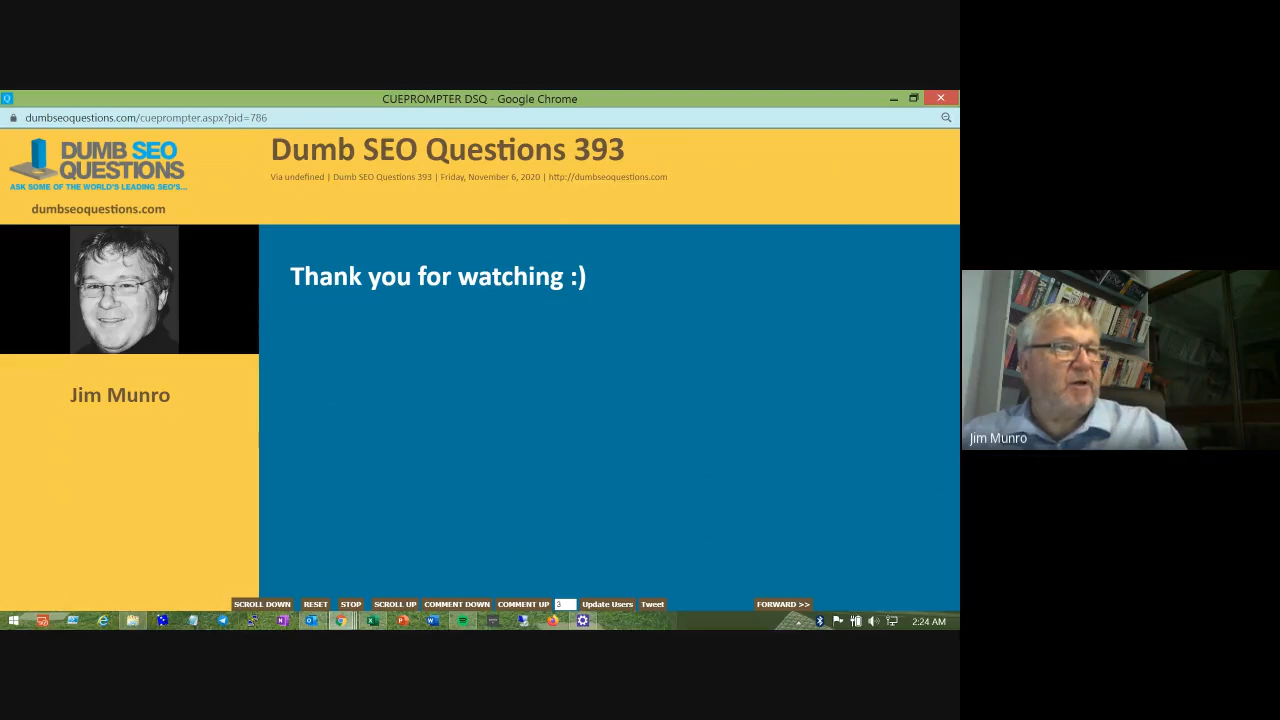 CUEPROMPTER DSQ - Google Chrome
dumbseoquestions.com/cueprompter.aspx?pid=786
DUMB SEO
QUESTIONS
ASK SOME OF THE WORLD'S LEADING SEO'S...
dumbseoquestions.com
Dumb SEO Questions 393
Via undefined | Dumb SEO Questions 393 | Friday, November 6, 2020 | http://dumbseoquestions.com
Thank you for watching :)
Jim Munro
Jim Munro
SCROLL DOWN RESET STOP SCROLL UP COMMENT DOWN COMMENT UP 3 Update Users Tweet FORWARD >>
2:24 AM